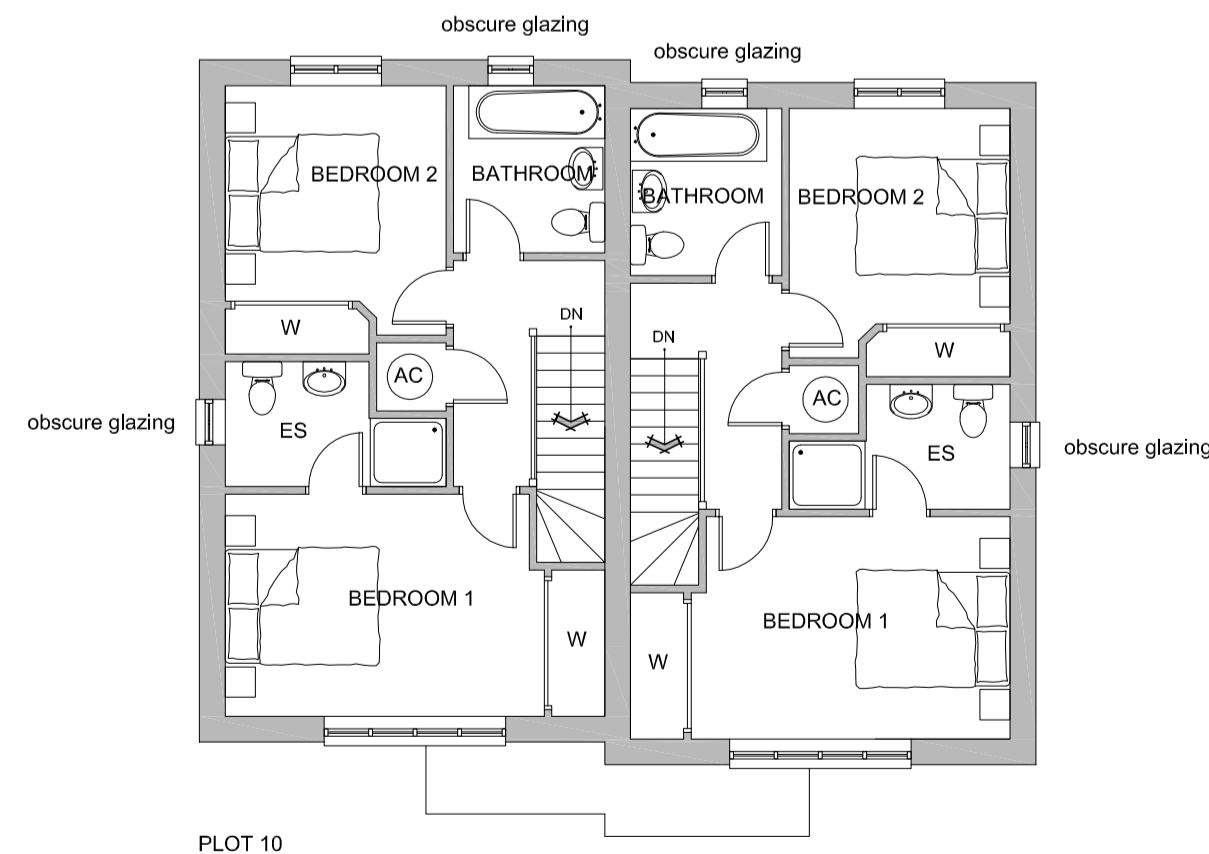 obscure glazing
obscure glazing
BEDROOM 2
BATHROOM
BATHROOM
BEDROOM 2
DN
W
DN
W
AC
AC
obscure glazing
ES
ES
obscure glazing
BEDROOM 1
BEDROOM 1
W
W
PLOT 10